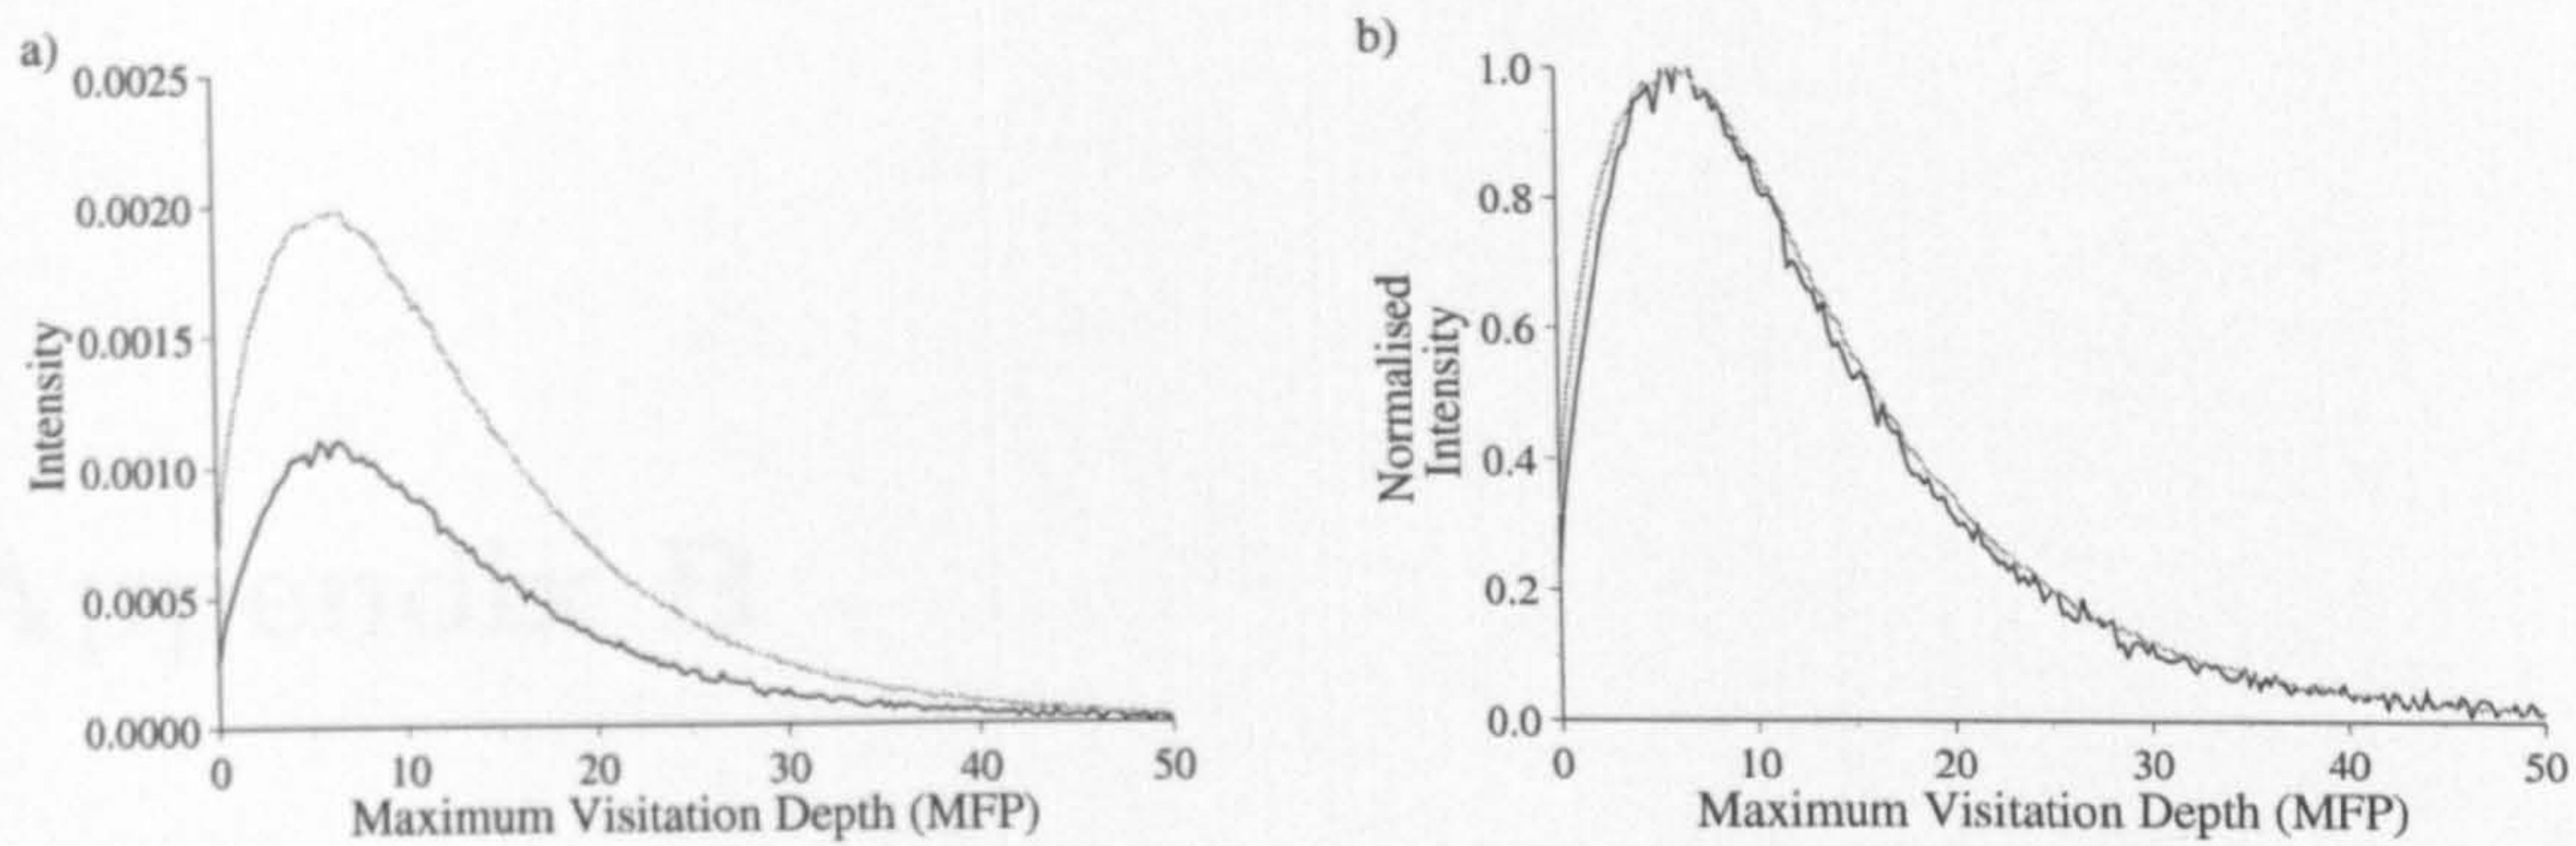 a)
0.0025
0.0020
0.0015
0.0010
0.0005
0.0000
Intensity
0 10 20 30 40 50
Maximum Visitation Depth (MFP)
b)
1.0
0.8
0.6
0.4
0.2
0.0
Normalised
Intensity
0 10 20 30 40 50
Maximum Visitation Depth (MFP)